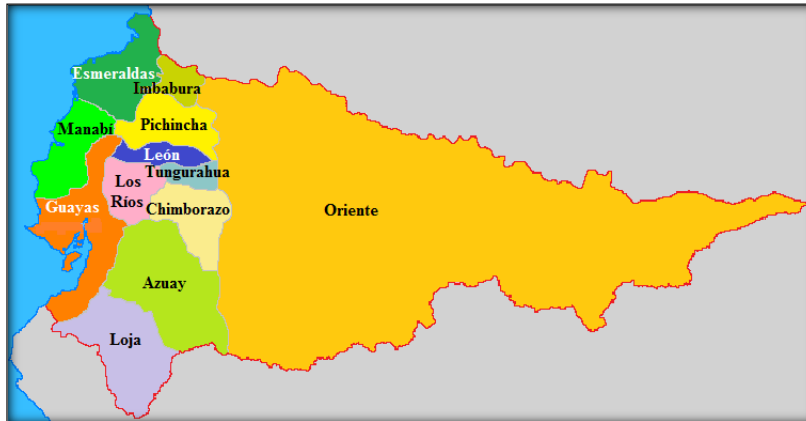 Esmeraldas
Imbabura
Manabí
Pichincha
León
Tungurahua
Los
Ríos
Guayas
Chimborazo
Oriente
Azuay
Loja